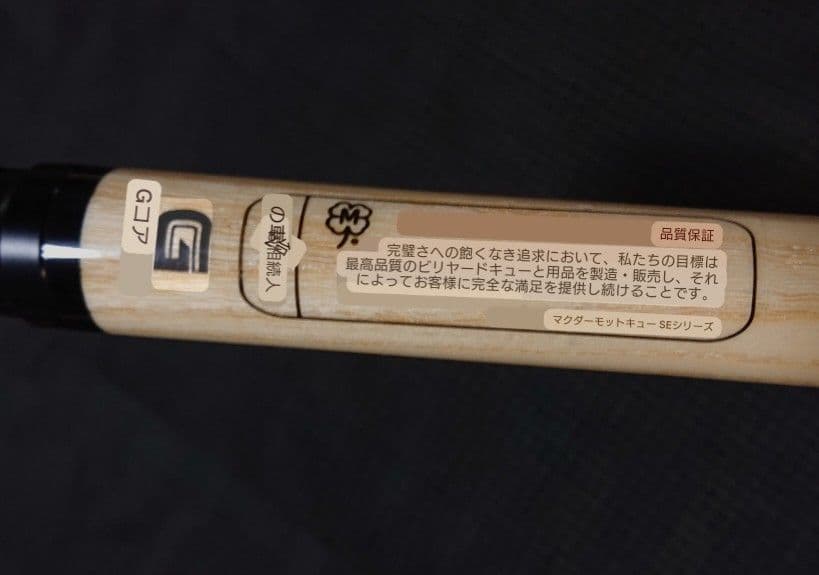 Gコア
G
M
品質保証
完璧さへの飽くなき追求において、私たちの目標は
最高品質のビリヤードキューと用品を製造・販売し、それ
によってお客様に完全な満足を提供し続けることです。
マクダーモットキュー SEシリーズ